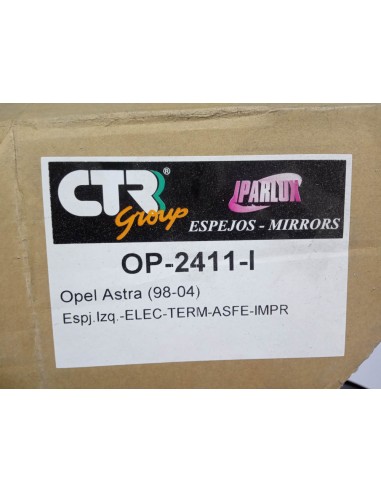 CTR® Group
IPARLUX
ESPEJOS - MIRRORS
OP-2411-I
Opel Astra (98-04)
Espj.Izq.-ELEC-TERM-ASFE-IMPR